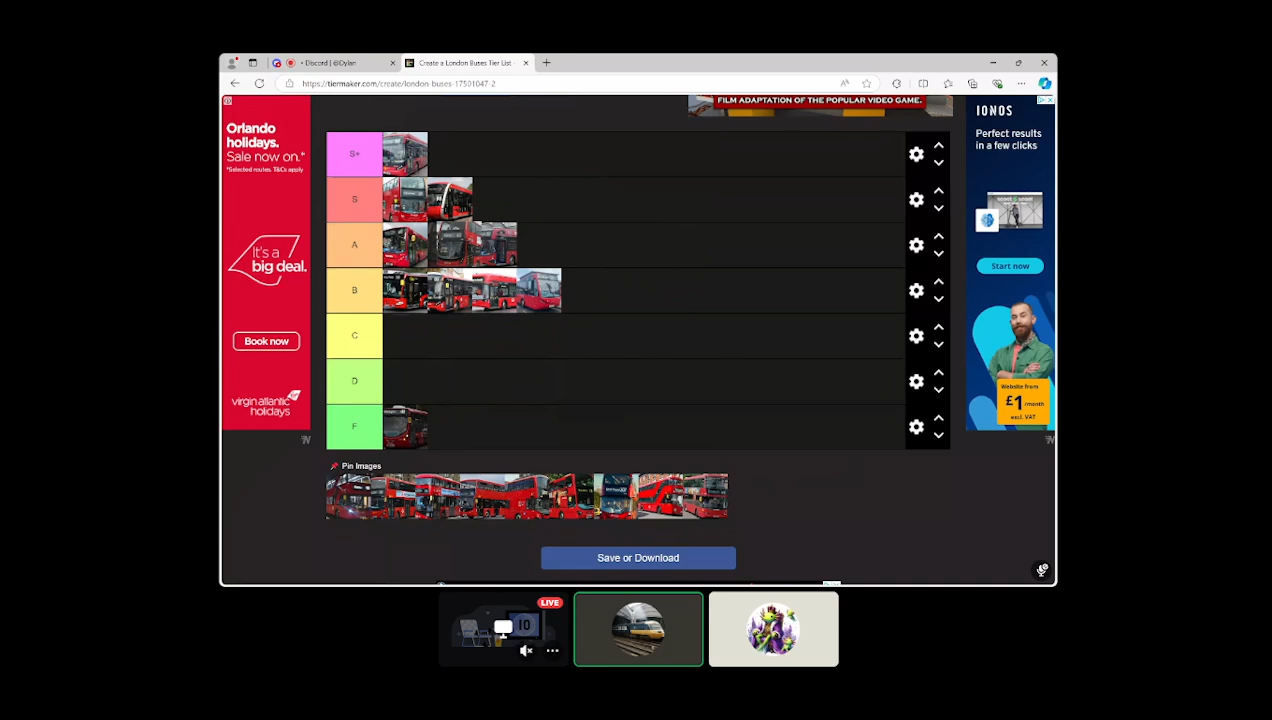 • Discord | @Dylan
Create a London Buses Tier List -
https://tiermaker.com/create/london-buses-17501047-2
FILM ADAPTATION OF THE POPULAR VIDEO GAME.
Orlando
holidays.
Sale now on.*
*Selected routes. T&Cs apply
It's a
big deal.
Book now
virgin atlantic
holidays
S+
S
A
B
C
D
F
IONOS
Perfect results
in a few clicks
Start now
Website from
£1/month
excl. VAT
Pin Images
Save or Download
LIVE